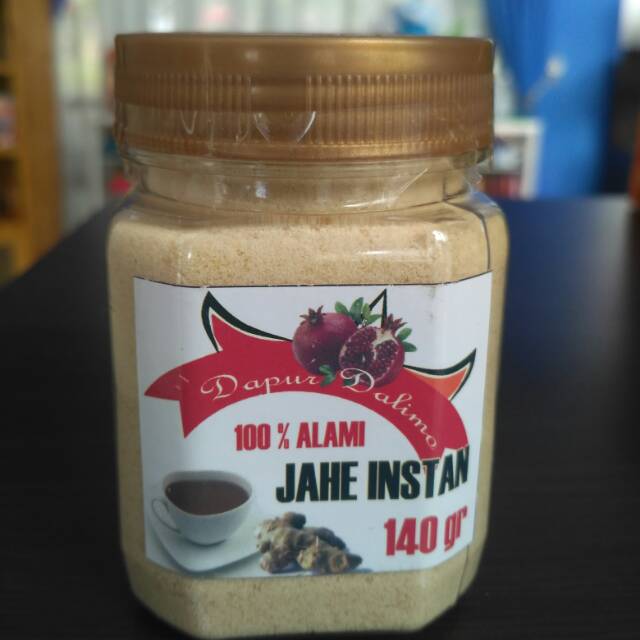 Dapur Dalimo
100 % ALAMI
JAHE INSTAN
140 gr